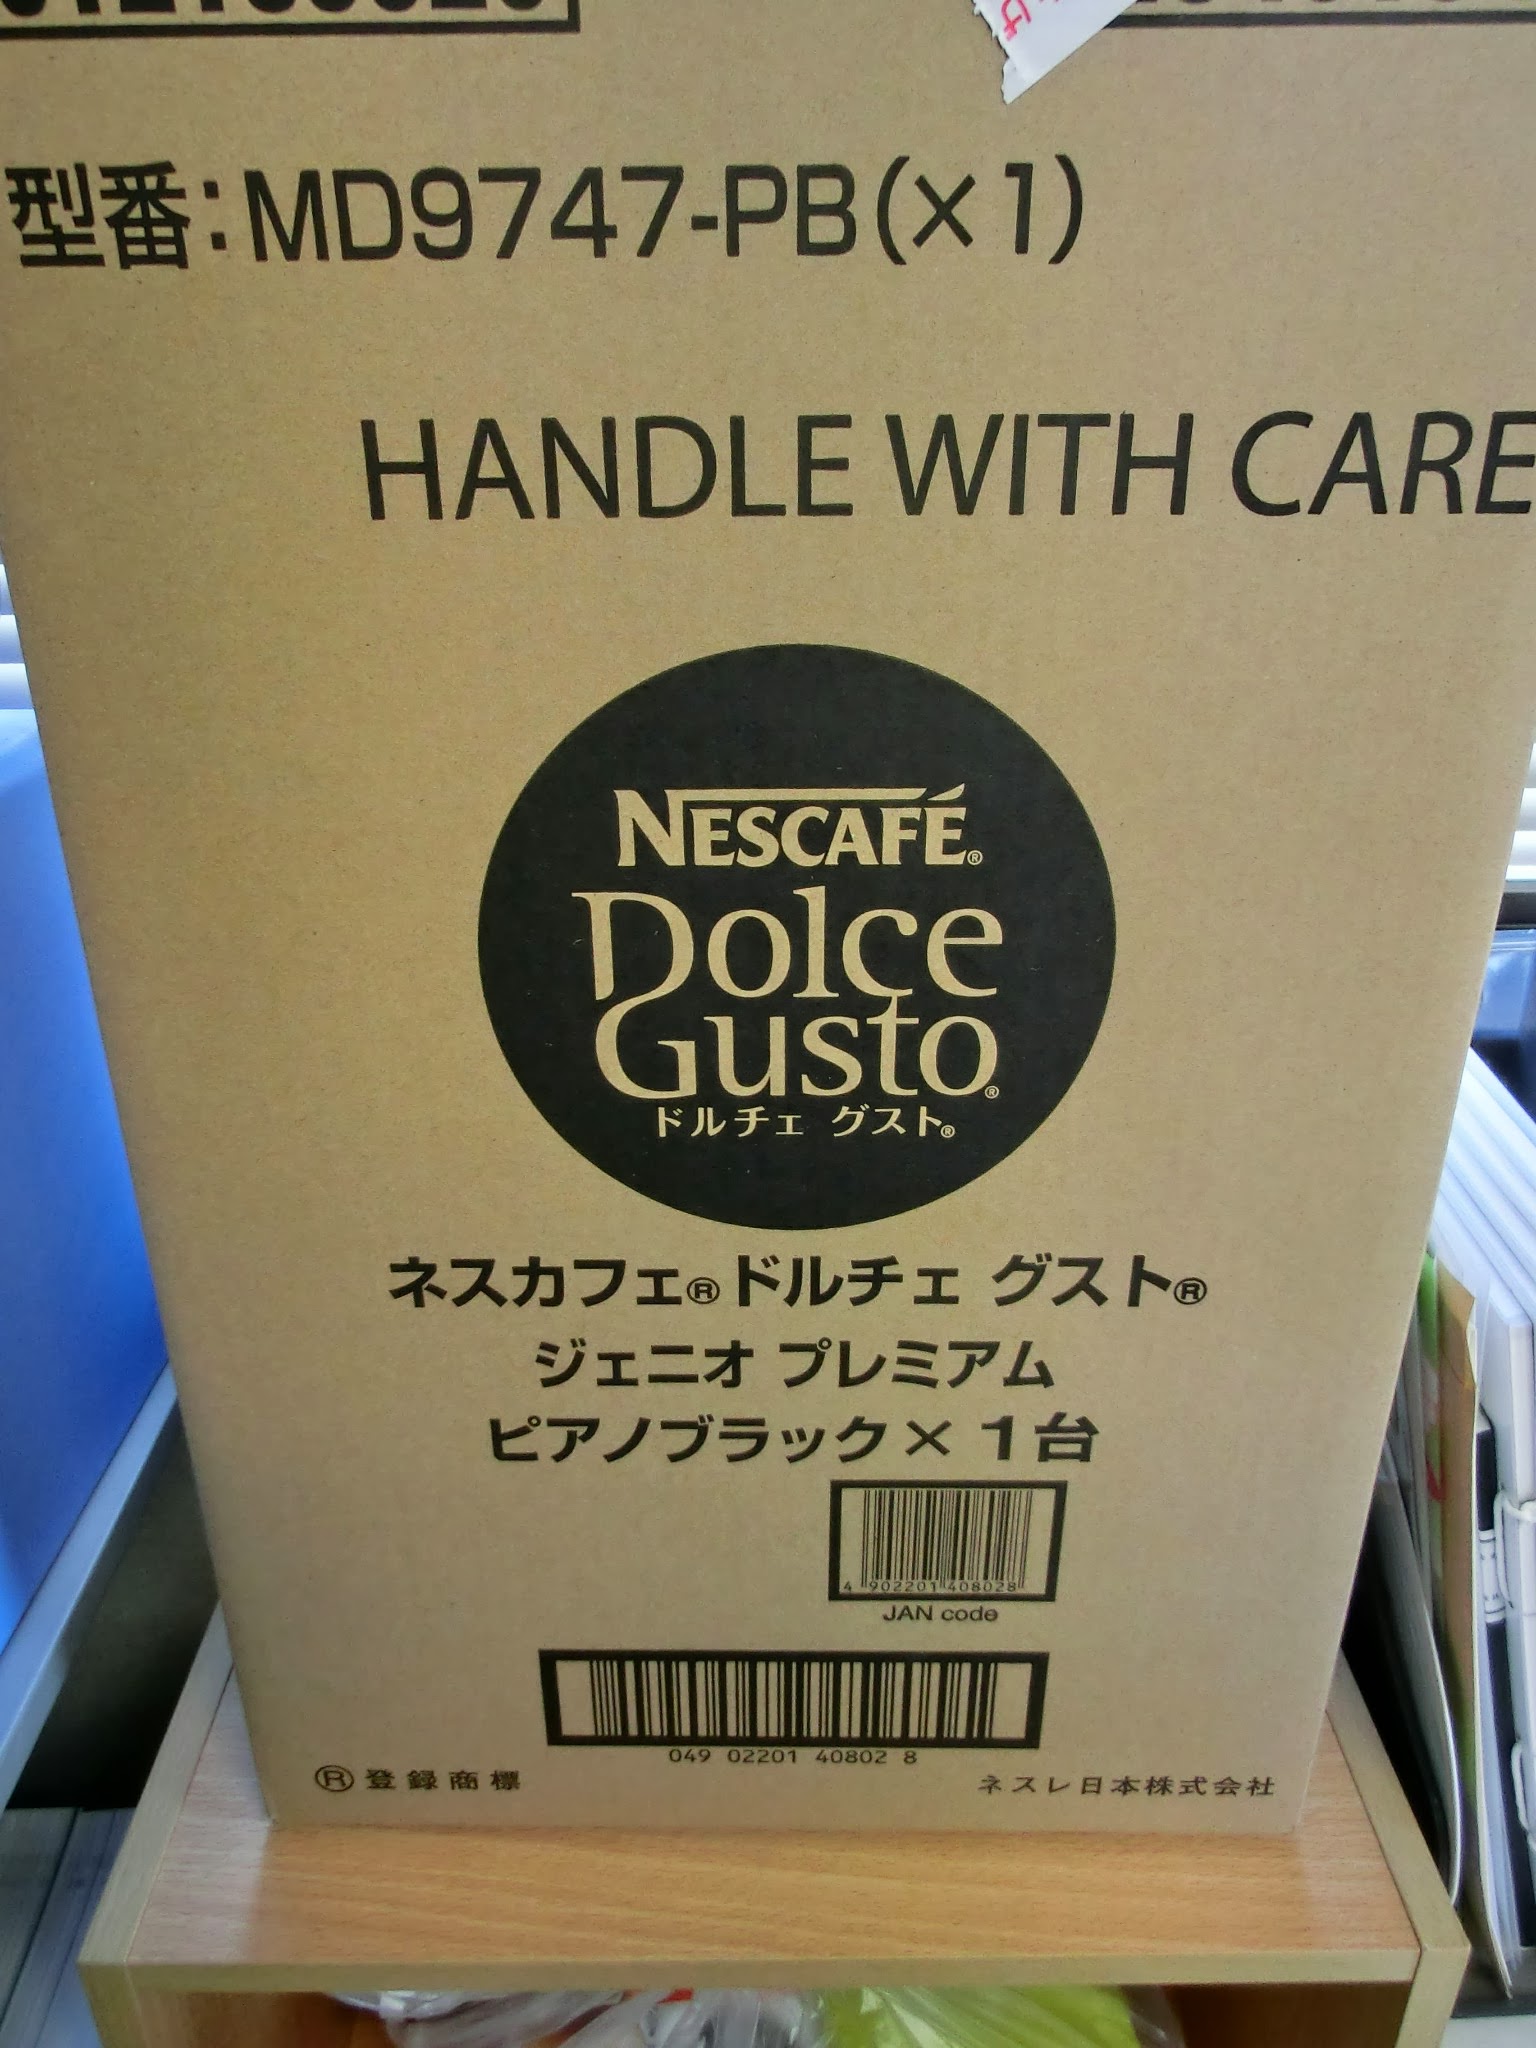 型番:MD9747-PB(×1)
HANDLE WITH CARE
NESCAFÉ®
Dolce
Gusto®
ドルチェ グスト®
ネスカフェ®ドルチェ グスト®
ジェニオ プレミアム
ピアノブラック×1台
4 902201 408028
JAN code
049 02201 40802 8
®登録商標
ネスレ日本株式会社